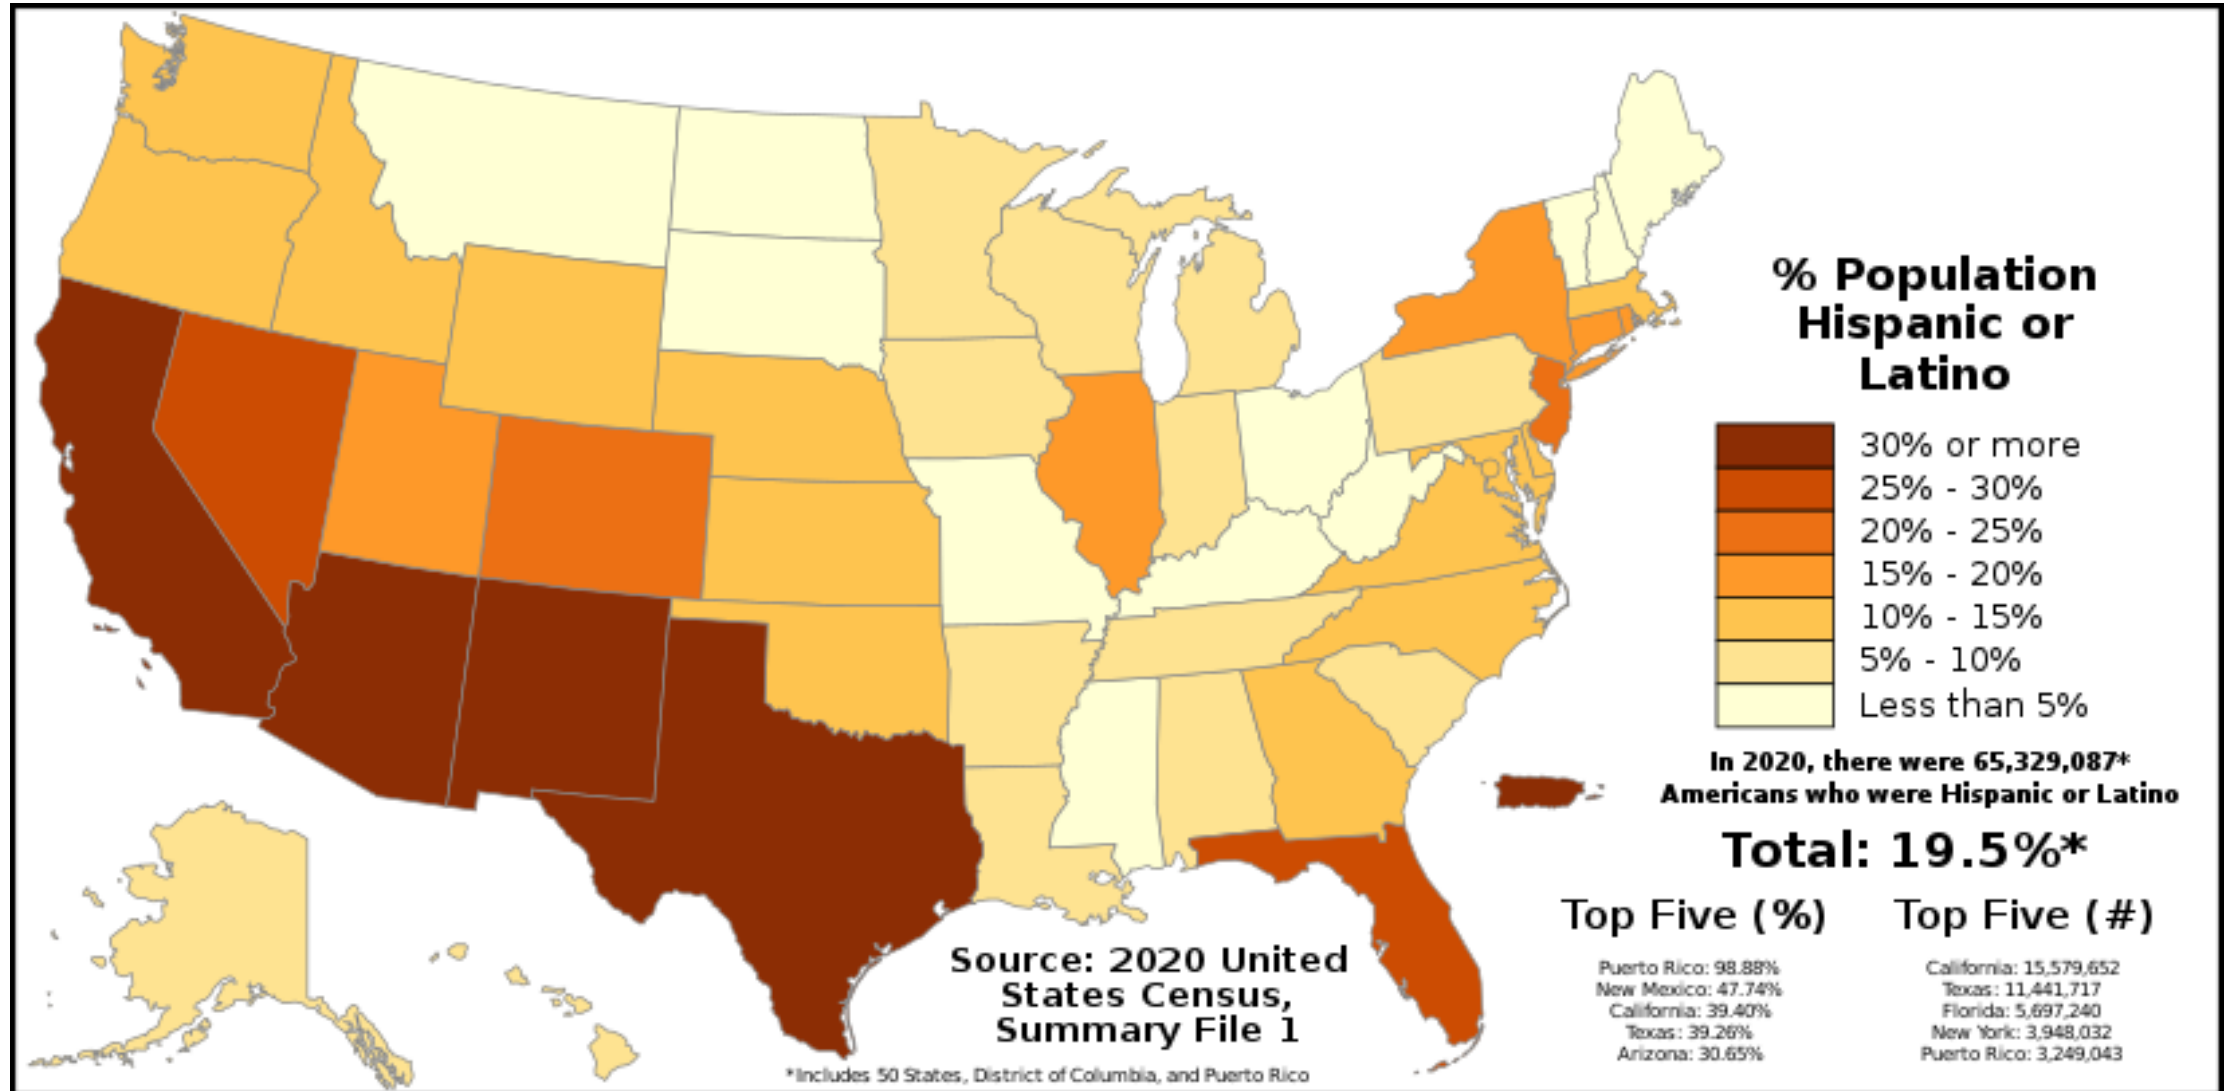 % Population
Hispanic or
Latino
30% or more
25% - 30%
20% - 25%
15% - 20%
10% - 15%
5% - 10%
Less than 5%
In 2020, there were 65,329,087*
Americans who were Hispanic or Latino
Total: 19.5%*
Top Five (%)
Puerto Rico: 98.88%
New Mexico: 47.74%
California: 39.40%
Texas: 39.26%
Arizona: 30.65%
Top Five (#)
California: 15,579,652
Texas: 11,441,717
Florida: 5,697,240
New York: 3,948,032
Puerto Rico: 3,249,043
Source: 2020 United
States Census,
Summary File 1
*Includes 50 States, District of Columbia, and Puerto Rico